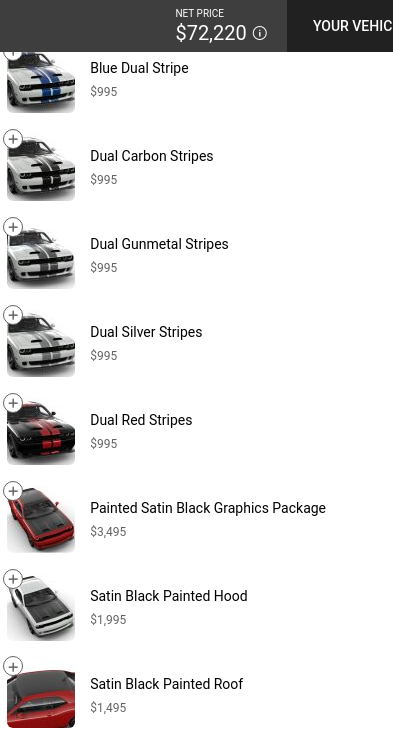 NET PRICE
$72,220
YOUR VEHIC
Blue Dual Stripe
$995
Dual Carbon Stripes
$995
Dual Gunmetal Stripes
$995
Dual Silver Stripes
$995
Dual Red Stripes
$995
Painted Satin Black Graphics Package
$3,495
Satin Black Painted Hood
$1,995
Satin Black Painted Roof
$1,495